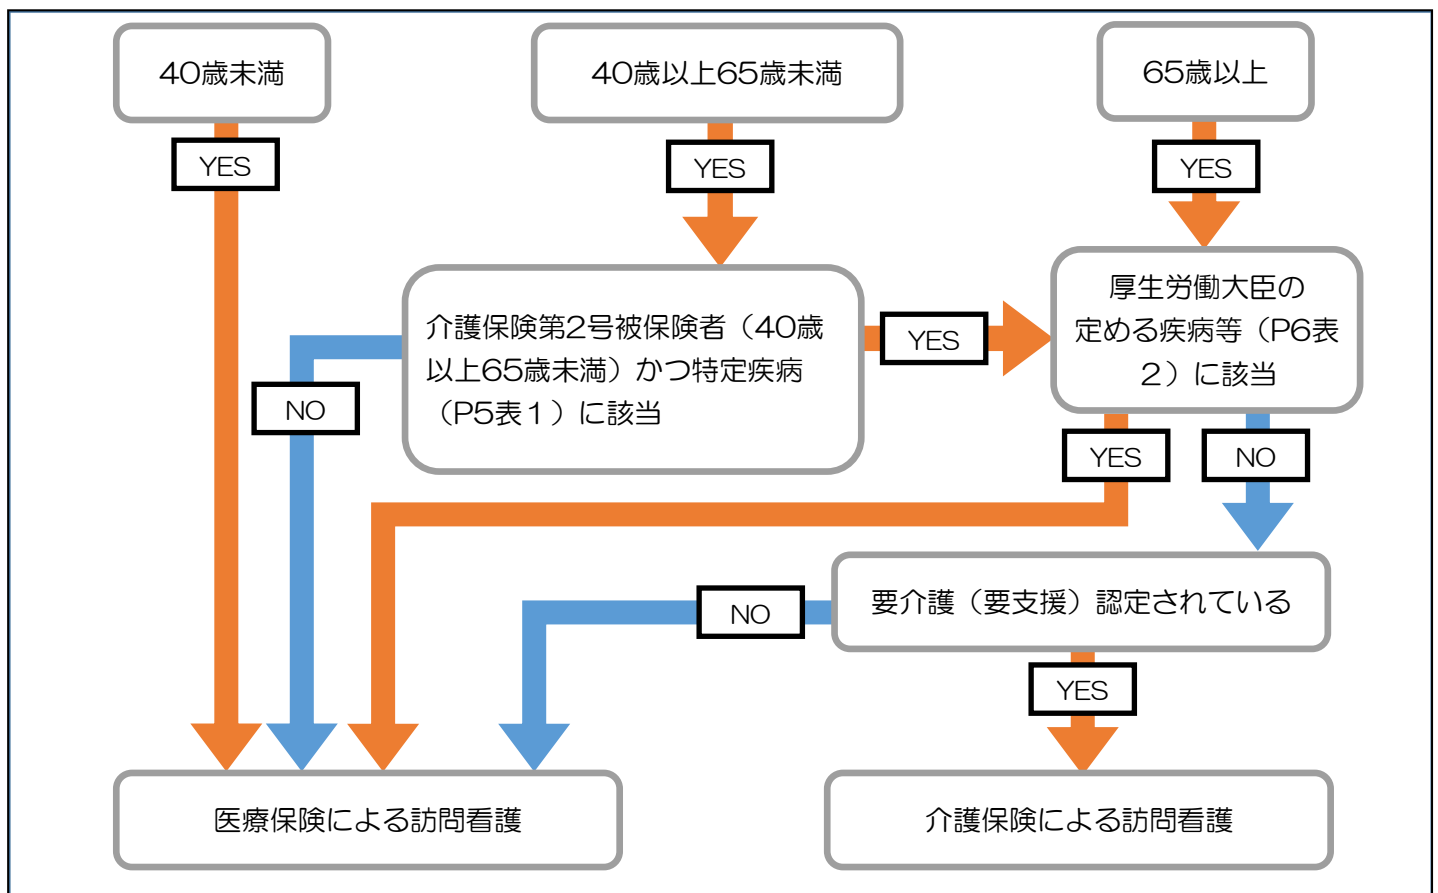 40歳未満
40歳以上65歳未満
65歳以上
YES
YES
YES
介護保険第2号被保険者（40歳
以上65歳未満）かつ特定疾病
（P5表１）に該当
YES
厚生労働大臣の
定める疾病等（P6表
２）に該当
NO
YES
NO
要介護（要支援）認定されている
NO
YES
医療保険による訪問看護
介護保険による訪問看護